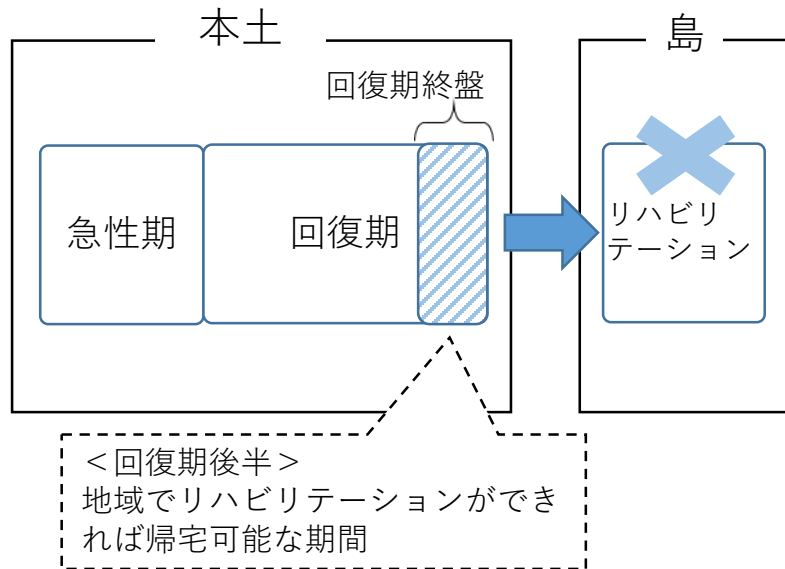 本土
島
回復期終盤
急性期
回復期
リハビリ
テーション
＜回復期後半＞
地域でリハビリテーションができ
れば帰宅可能な期間